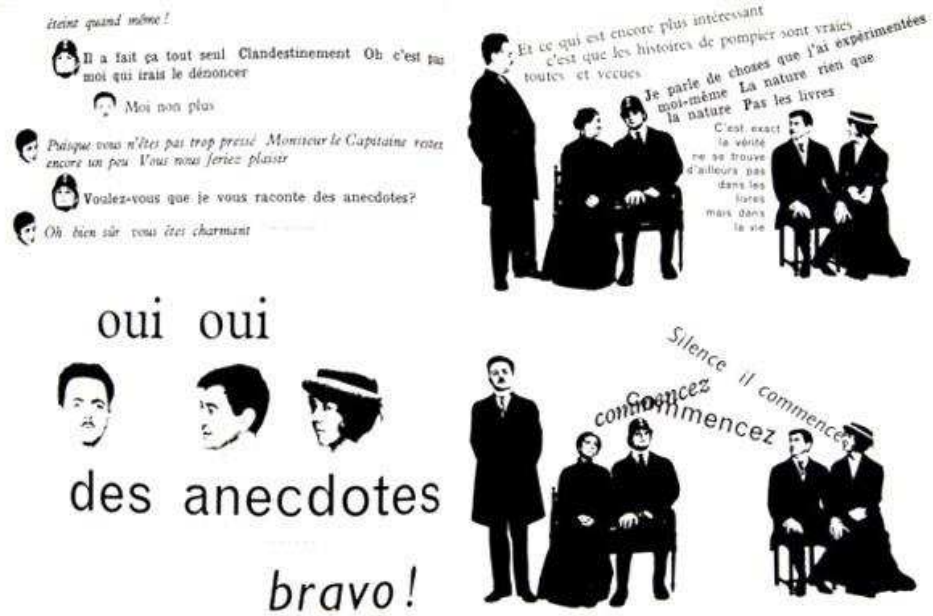 éteint quand même !
Il a fait ça tout seul Clandestinement Oh c'est pas
moi qui irais le dénoncer
Moi non plus
Puisque vous n'êtes pas trop pressé Monsieur le Capitaine restez
encore un peu Vous nous feriez plaisir
Voulez-vous que je vous raconte des anecdotes?
Oh bien sûr vous êtes charmant
oui oui
des anecdotes
bravo!
Et ce qui est encore plus intéressant
c'est que les histoires de pompier sont vraies
toutes et vécues
Je parle de choses que j'ai expérimentées
moi-même La nature rien que
la nature Pas les livres
C'est exact
la vérité
ne se trouve
d'ailleurs pas
dans les
livres
mais dans
la vie
Silence il commence
commencez
Commencez